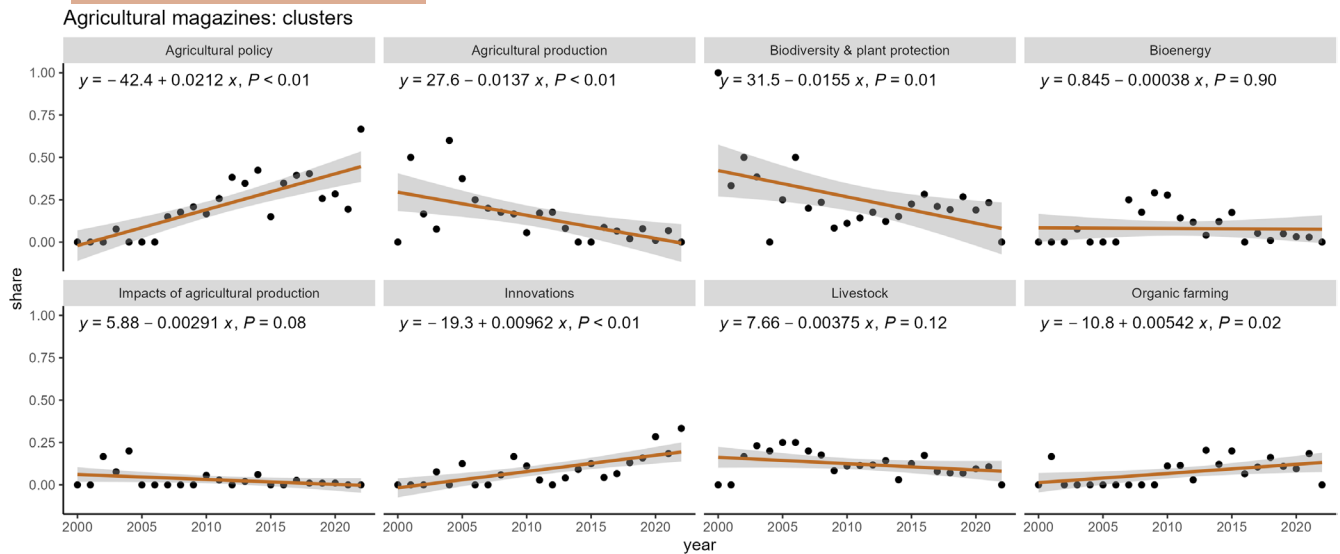 Agricultural magazines: clusters
Agricultural policy
Agricultural production
Biodiversity & plant protection
Bioenergy
y = − 42.4 + 0.0212 x, P < 0.01
y = 27.6 − 0.0137 x, P < 0.01
y = 31.5 − 0.0155 x, P = 0.01
y = 0.845 − 0.00038 x, P = 0.90
1.00
0.75
0.50
0.25
0.00
share
Impacts of agricultural production
Innovations
Livestock
Organic farming
y = 5.88 − 0.00291 x, P = 0.08
y = − 19.3 + 0.00962 x, P < 0.01
y = 7.66 − 0.00375 x, P = 0.12
y = − 10.8 + 0.00542 x, P = 0.02
1.00
0.75
0.50
0.25
0.00
2000 2005 2010 2015 2020
2000 2005 2010 2015 2020
2000 2005 2010 2015 2020
2000 2005 2010 2015 2020
year